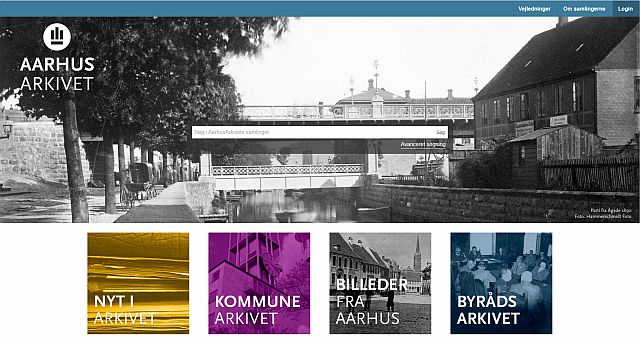 Vejledninger Om samlingerne Login
AARHUS
ARKIVET
Søg i AarhusArkivets samlinger Søg
Avanceret søgning
Parti fra Aagade 1890
Foto: Hammerschmidt Foto
NYT I
ARKIVET
KOMMUNE
ARKIVET
BILLEDER
FRA
AARHUS
BYRÅDS
ARKIVET